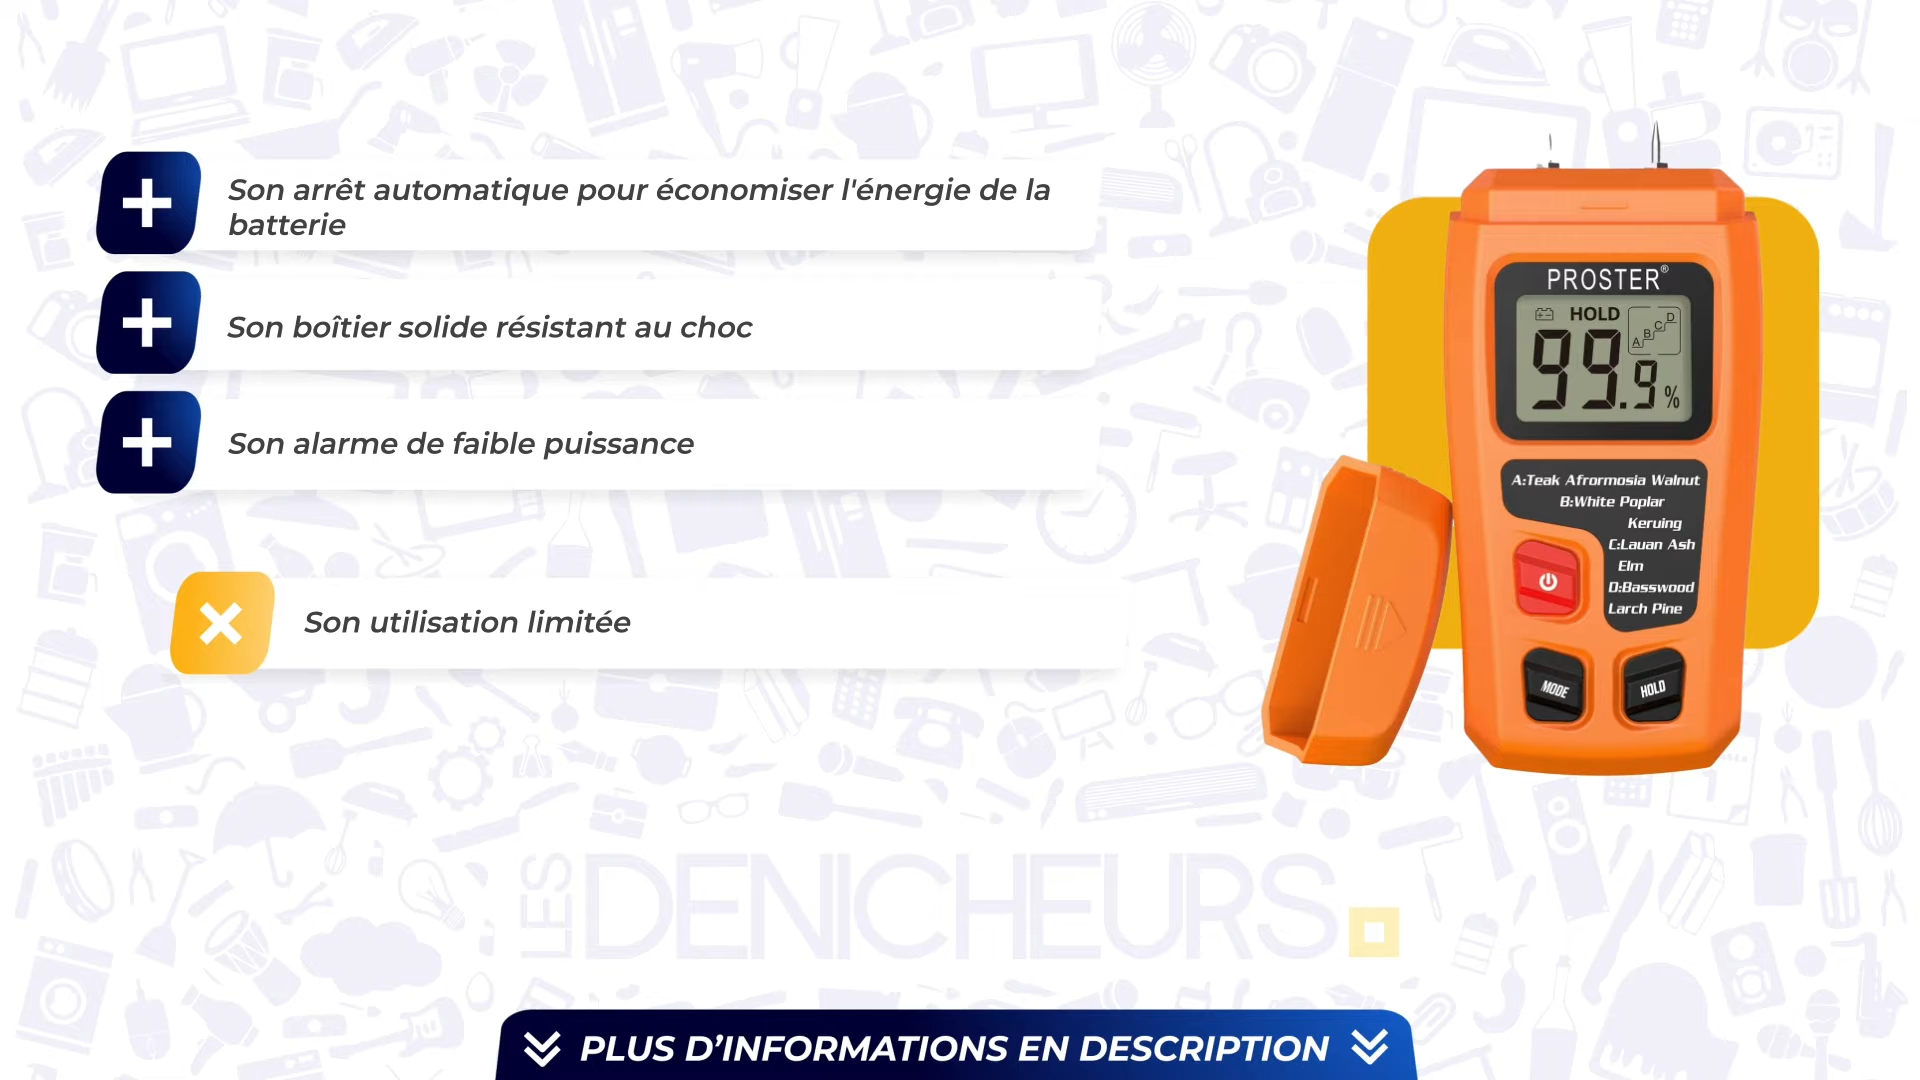 Son arrêt automatique pour économiser l'énergie de la
batterie
Son boîtier solide résistant au choc
Son alarme de faible puissance
Son utilisation limitée
PROSTER®
HOLD
A B C D
99.9%
A:Teak Afrormosia Walnut
B:White Poplar
Keruing
C:Lauan Ash
Elm
D:Basswood
Larch Pine
MODE
HOLD
LES DENICHEURS
PLUS D’INFORMATIONS EN DESCRIPTION